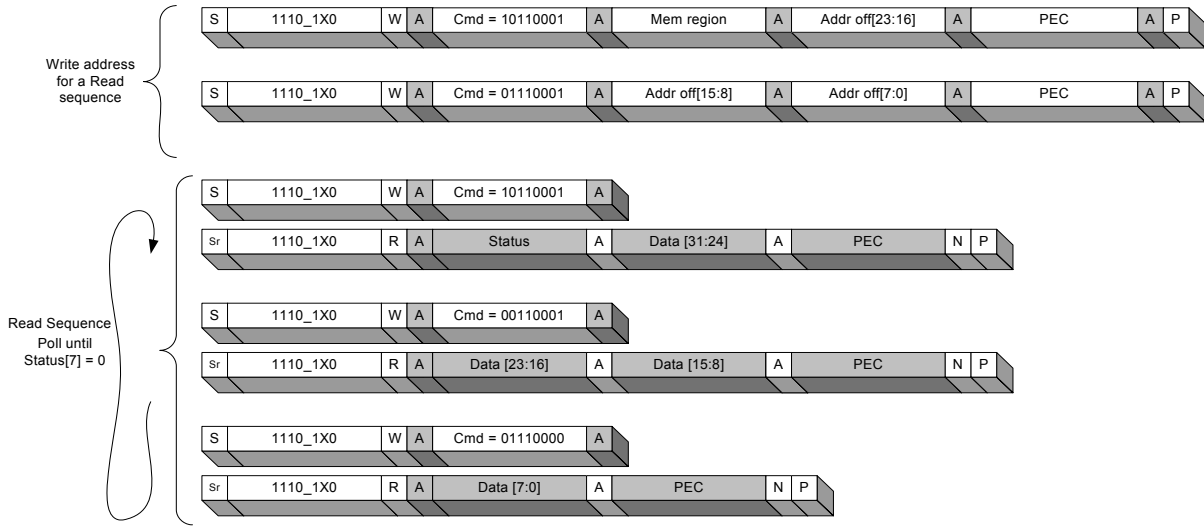 S 1110_1X0 W A Cmd = 10110001 A Mem region A Addr off[23:16] A PEC A P
Write address
for a Read
sequence
S 1110_1X0 W A Cmd = 01110001 A Addr off[15:8] A Addr off[7:0] A PEC A P
S 1110_1X0 W A Cmd = 10110001 A
Sr 1110_1X0 R A Status A Data [31:24] A PEC N P
S 1110_1X0 W A Cmd = 00110001 A
Read Sequence
Poll until
Status[7] = 0
Sr 1110_1X0 R A Data [23:16] A Data [15:8] A PEC N P
S 1110_1X0 W A Cmd = 01110000 A
Sr 1110_1X0 R A Data [7:0] A PEC N P